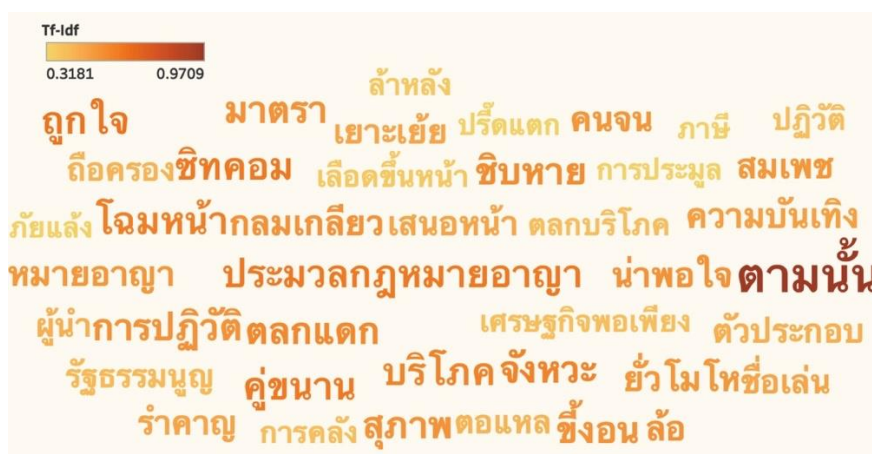 Tf-Idf
0.3181 0.9709
ล้าหลัง
ถูกใจ มาตรา เยาะเย้ย ปรี๊ดแตก คนจน ภาษี ปฏิวัติ
ถือครอง ซิทคอม เลือดขึ้นหน้า ชิบหาย การประมูล สมเพช
ภัยแล้ง โฉมหน้า กลมเกลียว เสนอหน้า ตลกบริโภค ความบันเทิง
หมายอาญา ประมวลกฎหมายอาญา น่าพอใจ ตามนั้น
ผู้นำ การปฏิวัติ ตลกแดก เศรษฐกิจพอเพียง ตัวประกอบ
รัฐธรรมนูญ คู่ขนาน บริโภค จังหวะ ยั่วโมโห ชื่อเล่น
รำคาญ การคลัง สุภาพ ตอแหล ขี้งอน ล้อ